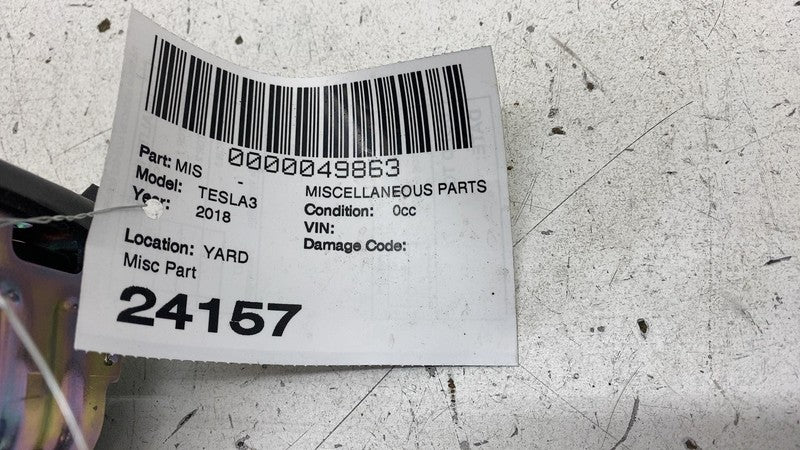 0000049863
Part: MIS -
MISCELLANEOUS PARTS
Model: TESLA3
Condition: 0cc
Year: 2018
VIN:
Location: YARD
Damage Code:
Misc Part
24157